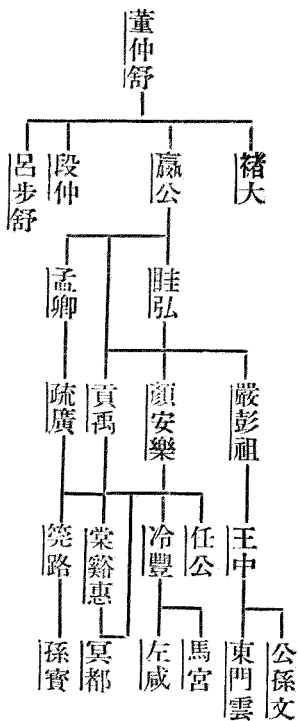 董仲舒
褚大
嬴公
段仲
呂步舒
眭弘
孟卿
嚴彭祖
顏安樂
貢禹
疏廣
王中
任公
冷豐
棠谿惠
筦路
公孫文
東門雲
馬宮
左咸
冥都
孫寶